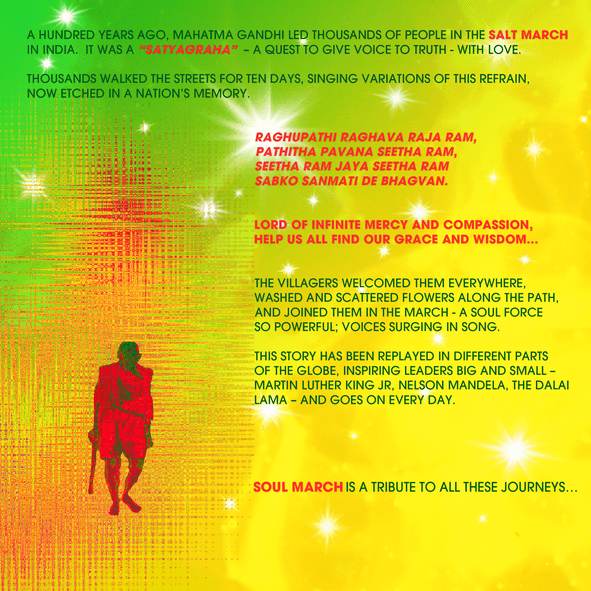 A HUNDRED YEARS AGO, MAHATMA GANDHI LED THOUSANDS OF PEOPLE IN THE SALT MARCH
IN INDIA. IT WAS A "SATYAGRAHA" – A QUEST TO GIVE VOICE TO TRUTH - WITH LOVE.
THOUSANDS WALKED THE STREETS FOR TEN DAYS, SINGING VARIATIONS OF THIS REFRAIN,
NOW ETCHED IN A NATION'S MEMORY.
RAGHUPATHI RAGHAVA RAJA RAM,
PATHITHA PAVANA SEETHA RAM,
SEETHA RAM JAYA SEETHA RAM
SABKO SANMATI DE BHAGVAN.
LORD OF INFINITE MERCY AND COMPASSION,
HELP US ALL FIND OUR GRACE AND WISDOM...
THE VILLAGERS WELCOMED THEM EVERYWHERE,
WASHED AND SCATTERED FLOWERS ALONG THE PATH,
AND JOINED THEM IN THE MARCH - A SOUL FORCE
SO POWERFUL; VOICES SURGING IN SONG.
THIS STORY HAS BEEN REPLAYED IN DIFFERENT PARTS
OF THE GLOBE, INSPIRING LEADERS BIG AND SMALL –
MARTIN LUTHER KING JR, NELSON MANDELA, THE DALAI
LAMA – AND GOES ON EVERY DAY.
SOUL MARCH IS A TRIBUTE TO ALL THESE JOURNEYS...